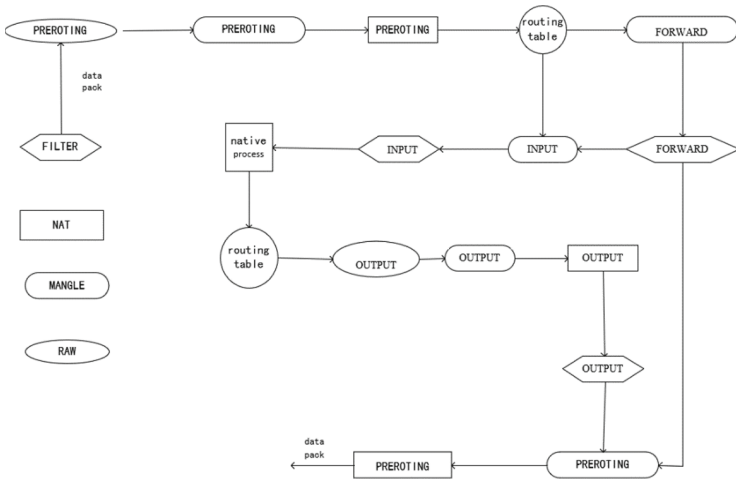 PREROTING
PREROTING
PREROTING
routing
table
FORWARD
data
pack
FILTER
native
process
INPUT
INPUT
FORWARD
NAT
routing
table
OUTPUT
OUTPUT
OUTPUT
MANGLE
RAW
OUTPUT
data
pack
PREROTING
PREROTING